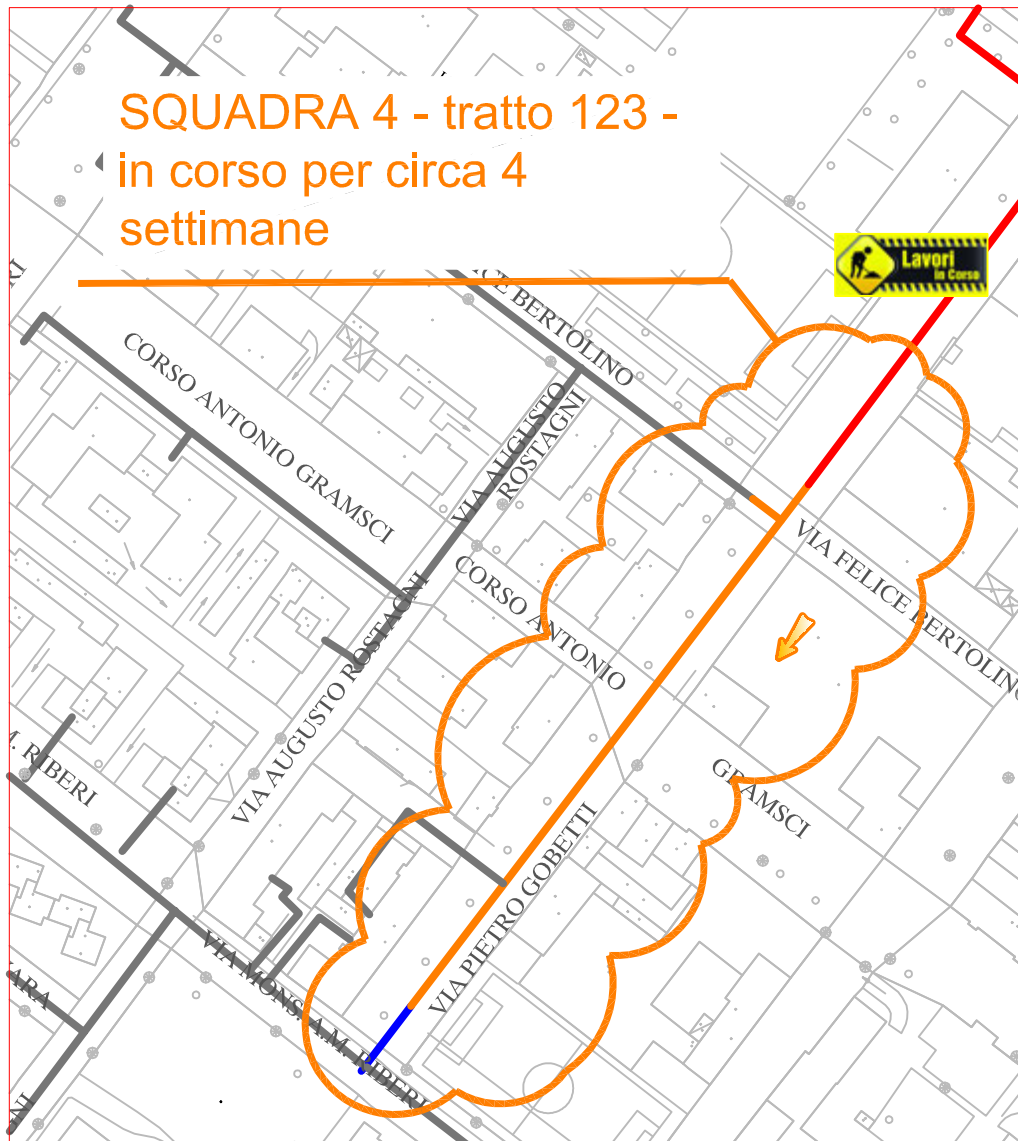 SQUADRA 4 - tratto 123 -
in corso per circa 4
settimane
Lavori
in Corso
BERTOLINO
CORSO ANTONIO GRAMSCI
VIA AUGUSTO
ROSTAGNI
VIA FELICE BERTOLINO
CORSO ANTONIO
GRAMSCI
VIA AUGUSTO ROSTAGNI
M. RIBERI
VIA PIETRO GOBETTI
VIA MONS. A.M. RIBERI